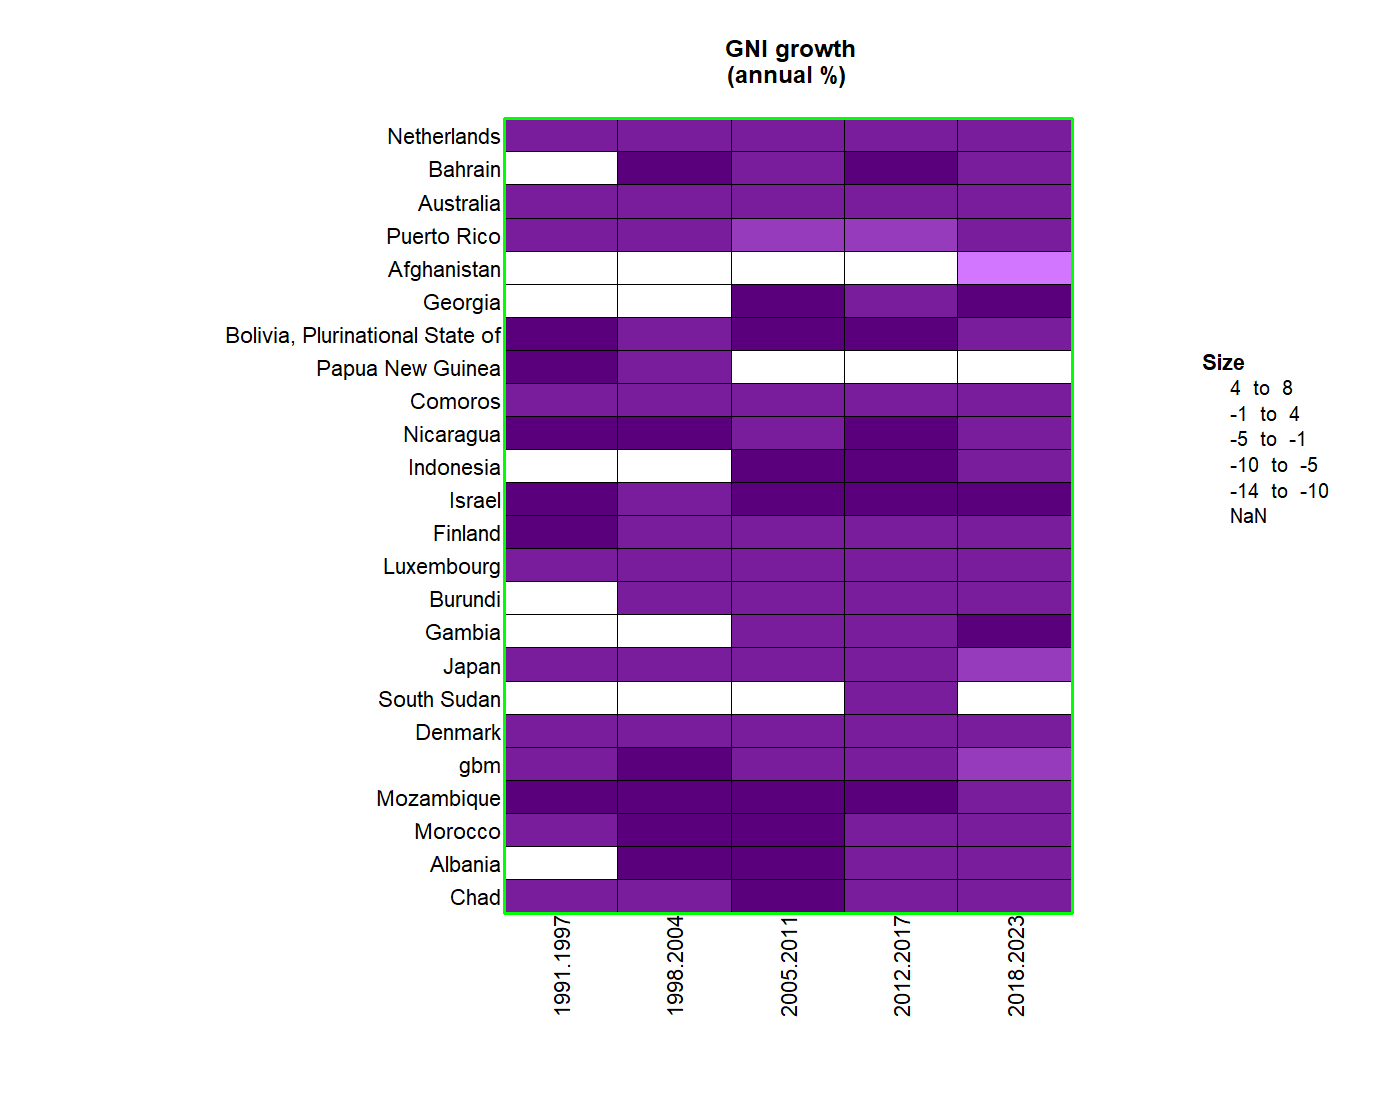 GNI growth
(annual %)
Netherlands
Bahrain
Australia
Puerto Rico
Afghanistan
Georgia
Bolivia, Plurinational State of
Papua New Guinea
Comoros
Nicaragua
Indonesia
Israel
Finland
Luxembourg
Burundi
Gambia
Japan
South Sudan
Denmark
gbm
Mozambique
Morocco
Albania
Chad
1991.1997
1998.2004
2005.2011
2012.2017
2018.2023
Size
4 to 8
-1 to 4
-5 to -1
-10 to -5
-14 to -10
NaN